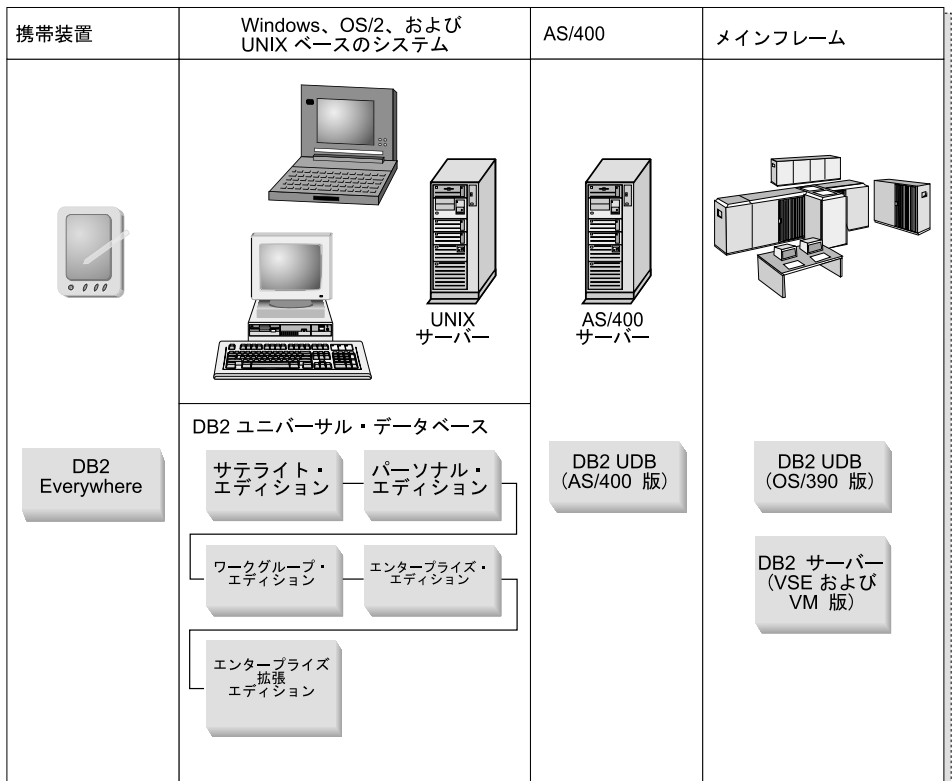 携帯装置
Windows、OS/2、および
UNIX ベースのシステム
AS/400
メインフレーム
UNIX
サーバー
AS/400
サーバー
DB2 ユニバーサル・データベース
DB2
Everywhere
サテライト・
エディション
パーソナル・
エディション
ワークグループ・
エディション
エンタープライズ・
エディション
エンタープライズ
拡張
エディション
DB2 UDB
(AS/400 版)
DB2 UDB
(OS/390 版)
DB2 サーバー
(VSE および
VM 版)